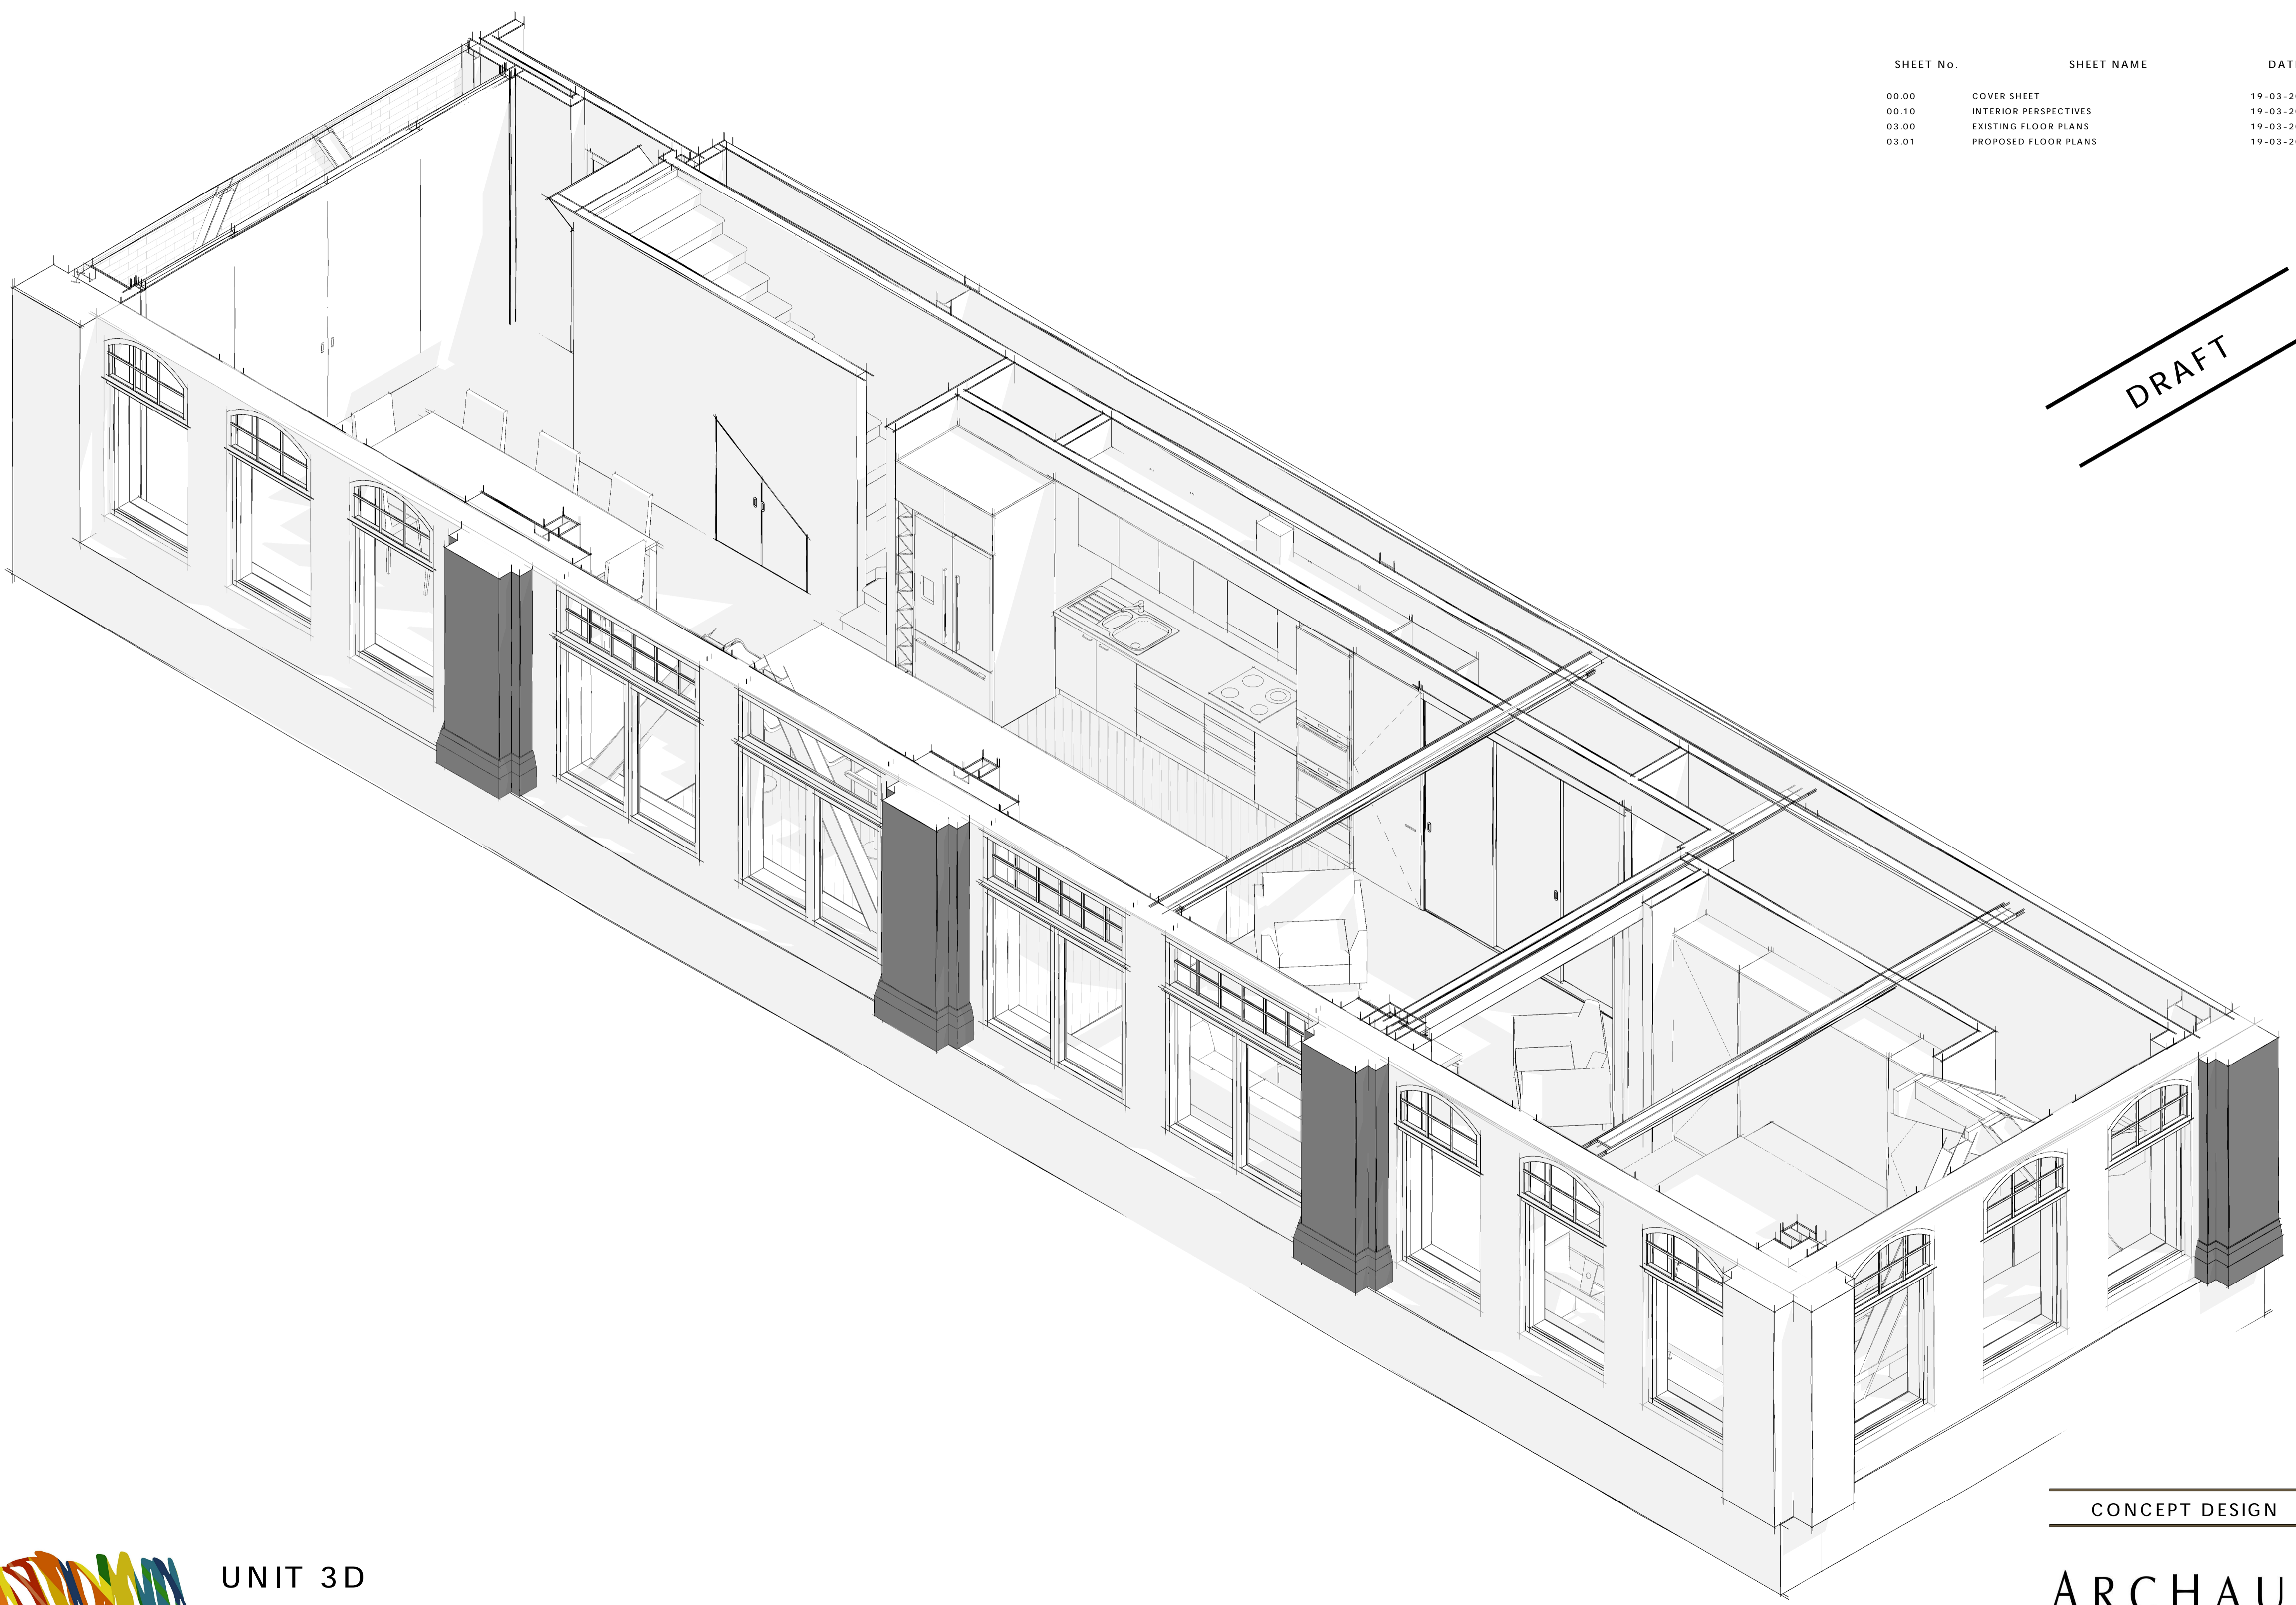 SHEET No. SHEET NAME
00.00 COVER SHEET
00.10 INTERIOR PERSPECTIVES
03.00 EXISTING FLOOR PLANS
03.01 PROPOSED FLOOR PLANS
DRAFT
CONCEPT DESIGN
UNIT 3D